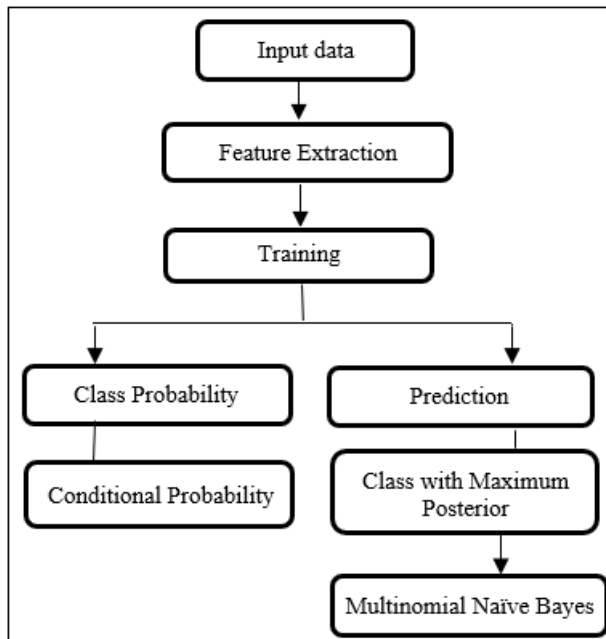 Input data
Feature Extraction
Training
Class Probability
Prediction
Conditional Probability
Class with Maximum
Posterior
Multinomial Naïve Bayes